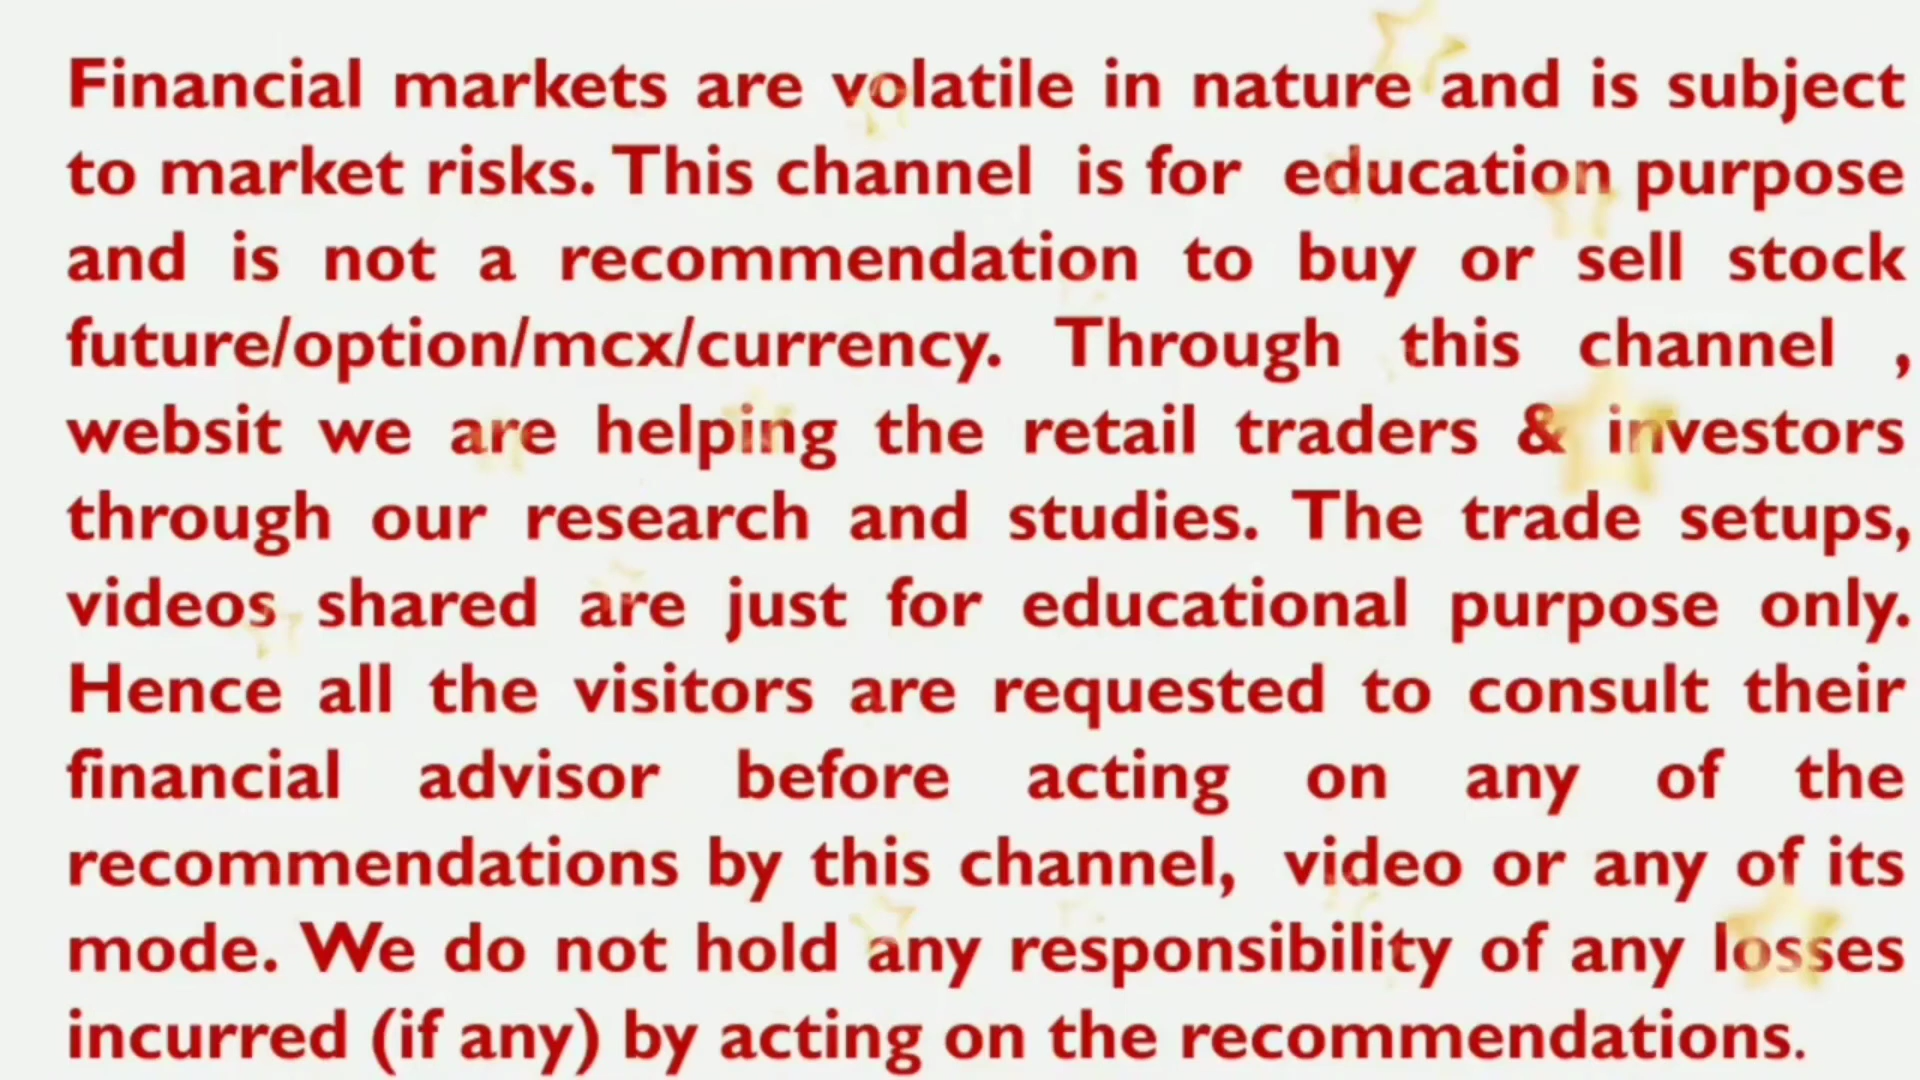 Financial markets are volatile in nature and is subject
to market risks. This channel is for education purpose
and is not a recommendation to buy or sell stock
future/option/mcx/currency. Through this channel ,
websit we are helping the retail traders & investors
through our research and studies. The trade setups,
videos shared are just for educational purpose only.
Hence all the visitors are requested to consult their
financial advisor before acting on any of the
recommendations by this channel, video or any of its
mode. We do not hold any responsibility of any losses
incurred (if any) by acting on the recommendations.